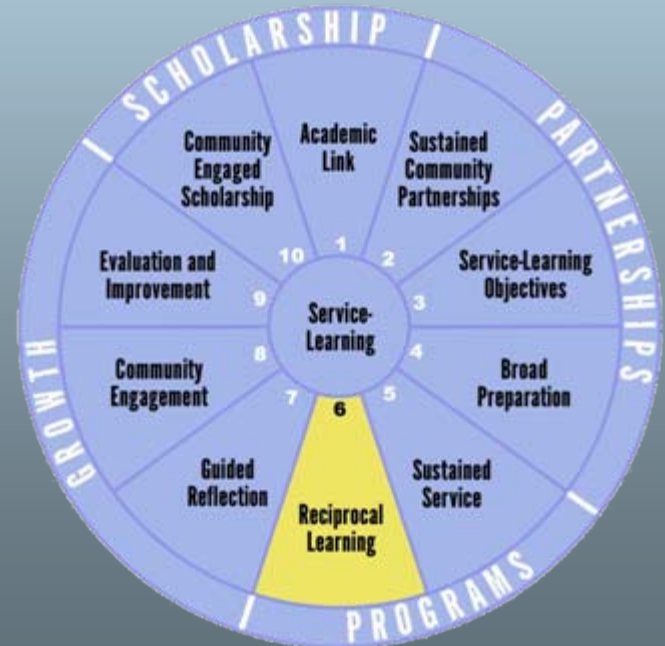 SCHOLARSHIP
PARTNERSHIPS
PROGRAMS
GROWTH
Service-
Learning
1
Academic
Link
2
Sustained
Community
Partnerships
3
Service-Learning
Objectives
4
Broad
Preparation
5
Sustained
Service
6
Reciprocal
Learning
7
Guided
Reflection
8
Community
Engagement
9
Evaluation and
Improvement
10
Community
Engaged
Scholarship